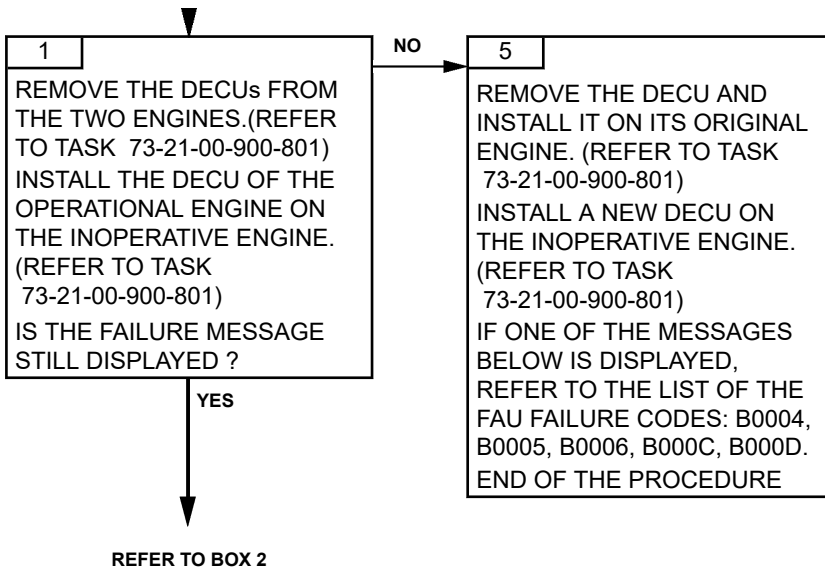 1
REMOVE THE DECUs FROM
THE TWO ENGINES.(REFER
TO TASK 73-21-00-900-801)
INSTALL THE DECU OF THE
OPERATIONAL ENGINE ON
THE INOPERATIVE ENGINE.
(REFER TO TASK
73-21-00-900-801)
IS THE FAILURE MESSAGE
STILL DISPLAYED ?
NO
5
REMOVE THE DECU AND
INSTALL IT ON ITS ORIGINAL
ENGINE. (REFER TO TASK
73-21-00-900-801)
INSTALL A NEW DECU ON
THE INOPERATIVE ENGINE.
(REFER TO TASK
73-21-00-900-801)
IF ONE OF THE MESSAGES
BELOW IS DISPLAYED,
REFER TO THE LIST OF THE
FAU FAILURE CODES: B0004,
B0005, B0006, B000C, B000D.
END OF THE PROCEDURE
YES
REFER TO BOX 2